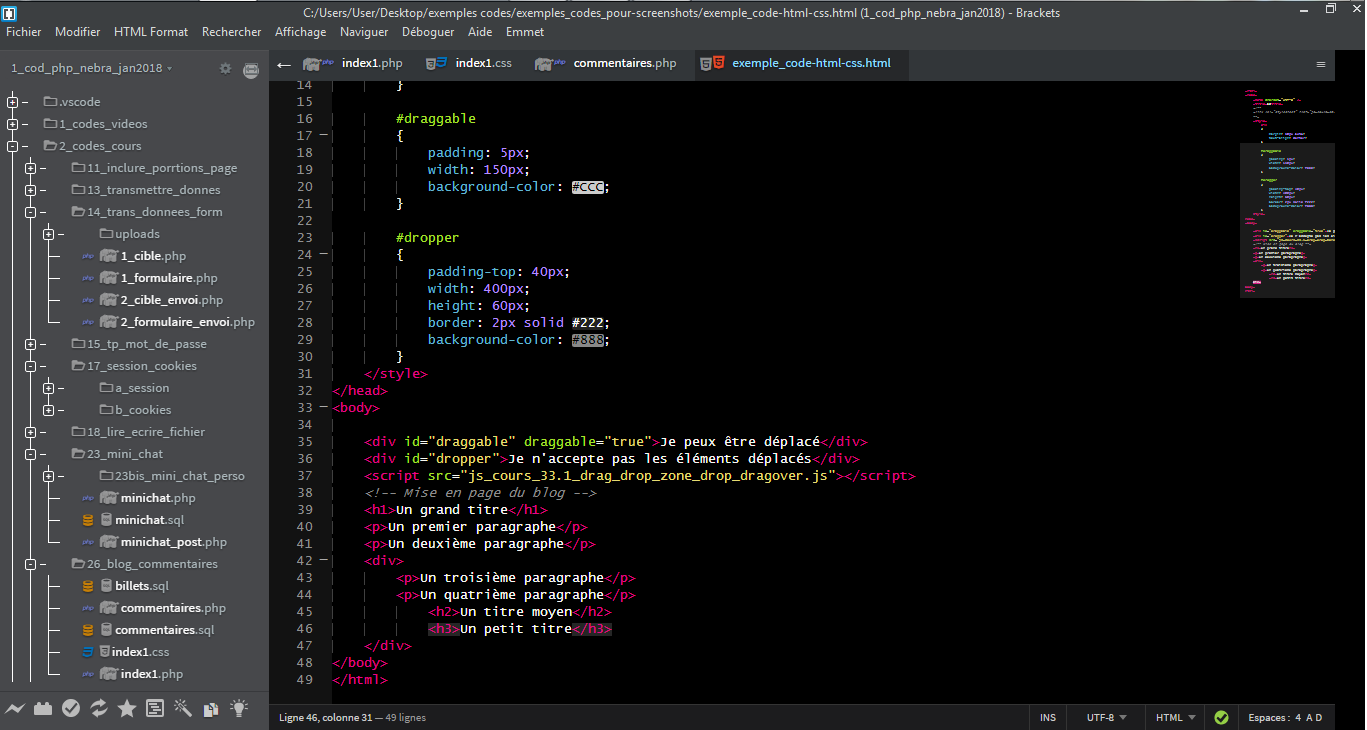 C:/Users/User/Desktop/exemples codes/exemples_codes_pour-screenshots/exemple_code-html-css.html (1_cod_php_nebra_jan2018) - Brackets
Fichier Modifier HTML Format Rechercher Affichage Naviguer Déboguer Aide Emmet
1_cod_php_nebra_jan2018
.vscode
1_codes_videos
2_codes_cours
11_inclure_porrtions_page
13_transmettre_donnes
14_trans_donnees_form
uploads
php 1_cible.php
php 1_formulaire.php
php 2_cible_envoi.php
php 2_formulaire_envoi.php
15_tp_mot_de_passe
17_session_cookies
a_session
b_cookies
18_lire_ecrire_fichier
23_mini_chat
23bis_mini_chat_perso
php minichat.php
minichat.sql
php minichat_post.php
26_blog_commentaires
billets.sql
php commentaires.php
commentaires.sql
index1.css
php index1.php
index1.php index1.css commentaires.php exemple_code-html-css.html
14 }
15
16 #draggable
17 {
18 padding: 5px;
19 width: 150px;
20 background-color: #CCC;
21 }
22
23 #dropper
24 {
25 padding-top: 40px;
26 width: 400px;
27 height: 60px;
28 border: 2px solid #222;
29 background-color: #888;
30 }
31 </style>
32 </head>
33 <body>
34
35 <div id="draggable" draggable="true">Je peux être déplacé</div>
36 <div id="dropper">Je n'accepte pas les éléments déplacés</div>
37 <script src="js_cours_33.1_drag_drop_zone_drop_dragover.js"></script>
38 <!-- Mise en page du blog -->
39 <h1>Un grand titre</h1>
40 <p>Un premier paragraphe</p>
41 <p>Un deuxième paragraphe</p>
42 <div>
43 <p>Un troisième paragraphe</p>
44 <p>Un quatrième paragraphe</p>
45 <h2>Un titre moyen</h2>
46 <h3>Un petit titre</h3>
47 </div>
48 </body>
49 </html>
Ligne 46, colonne 31 — 49 lignes INS UTF-8 HTML Espaces : 4 A D